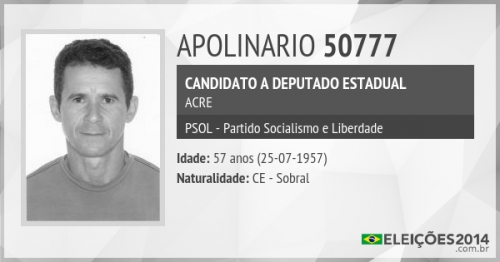 APOLINARIO 50777
CANDIDATO A DEPUTADO ESTADUAL
ACRE
PSOL - Partido Socialismo e Liberdade
Idade: 57 anos (25-07-1957)
Naturalidade: CE - Sobral
ELEIÇÕES2014
.com.br